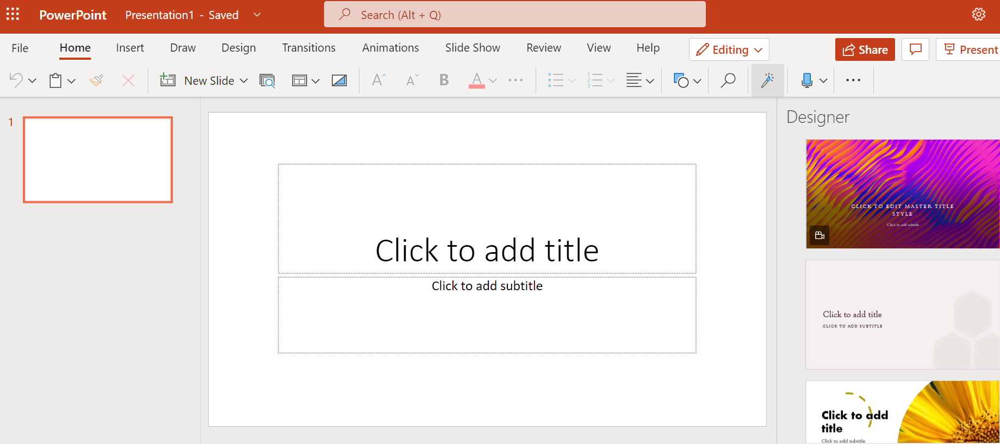 PowerPoint Presentation1 - Saved
Search (Alt + Q)
File Home Insert Draw Design Transitions Animations Slide Show Review View Help Editing Share Present
New Slide A A B A
1
2
3
Designer
1
CLICK TO EDIT MASTER TITLE
STYLE
Click to add subtitle
Click to add title
Click to add subtitle
Click to add title
CLICK TO ADD SUBTITLE
Click to add
title
Click to add subtitle